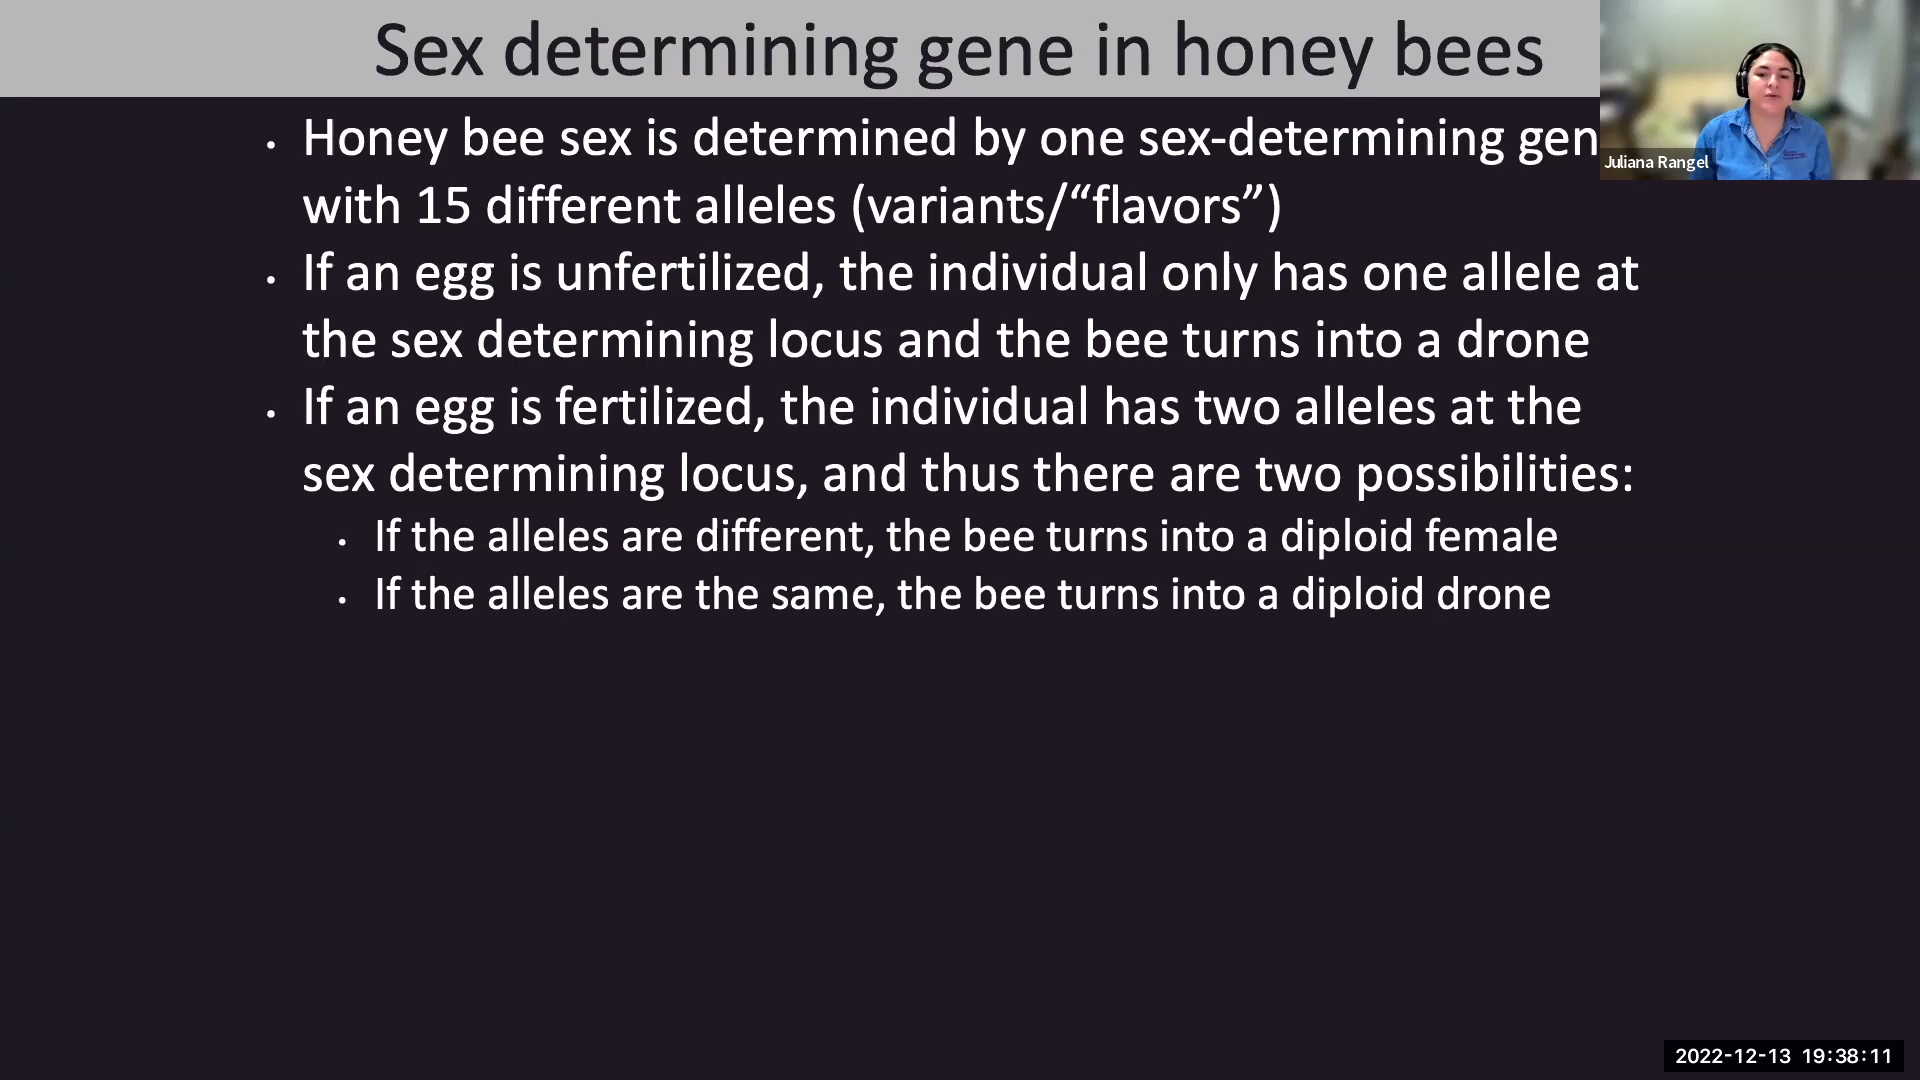 Sex determining gene in honey bees
Juliana Rangel
• Honey bee sex is determined by one sex-determining gen
with 15 different alleles (variants/“flavors”)
• If an egg is unfertilized, the individual only has one allele at
the sex determining locus and the bee turns into a drone
• If an egg is fertilized, the individual has two alleles at the
sex determining locus, and thus there are two possibilities:
• If the alleles are different, the bee turns into a diploid female
• If the alleles are the same, the bee turns into a diploid drone
2022-12-13 19:38:11